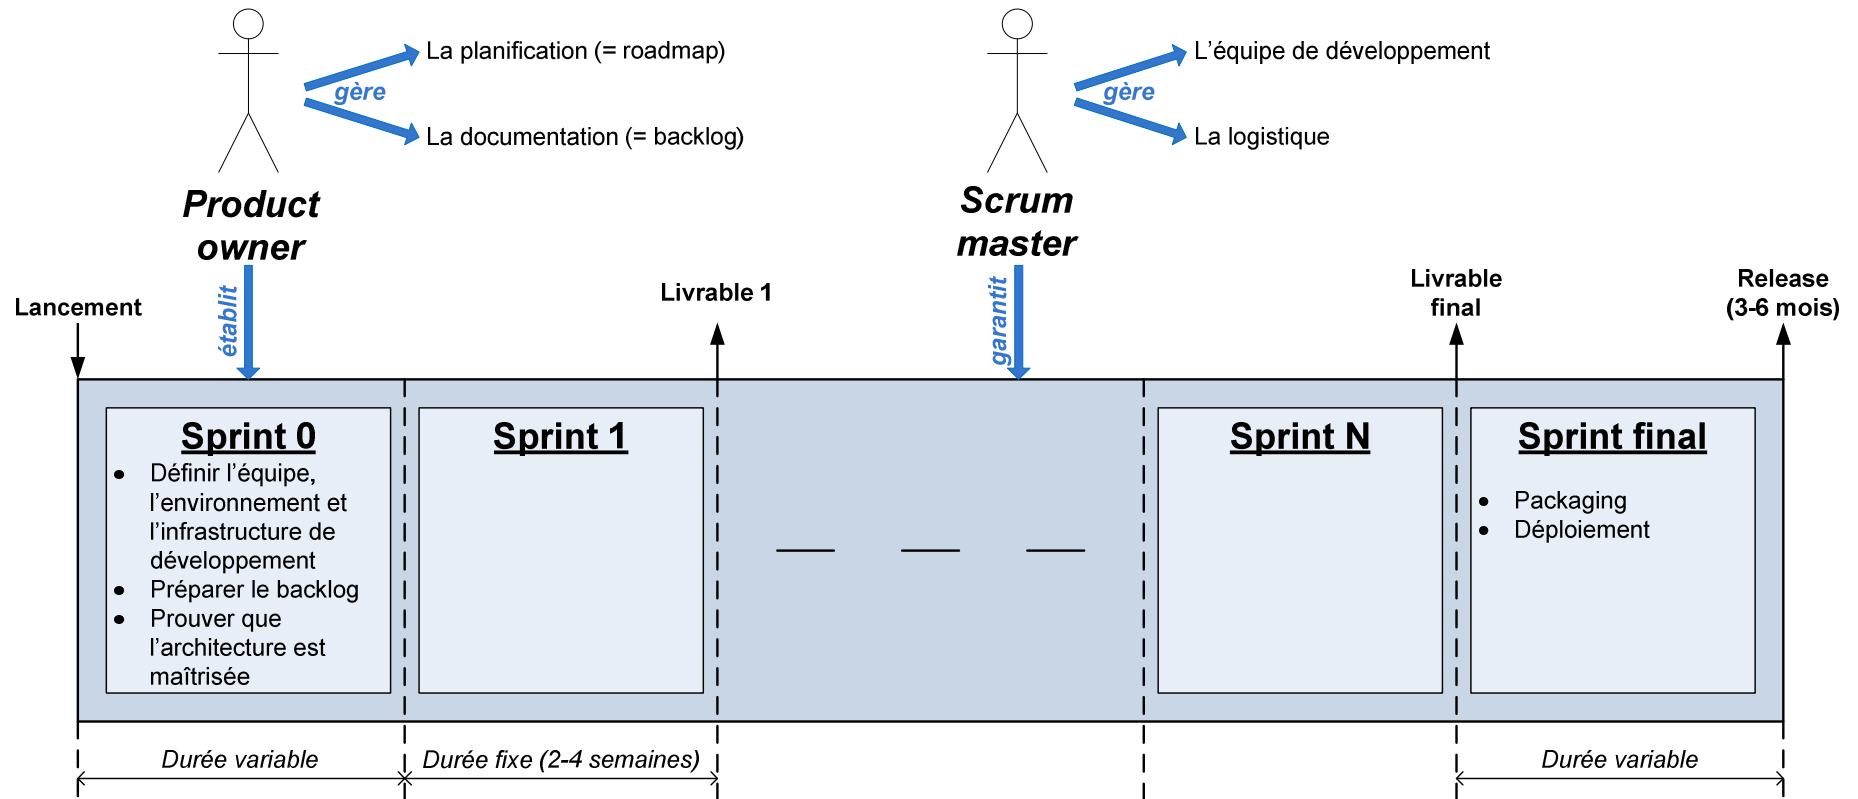 La planification (= roadmap)
gère
La documentation (= backlog)
Product
owner
établit
L’équipe de développement
gère
La logistique
Scrum
master
garantit
Lancement
Livrable 1
Livrable
final
Release
(3-6 mois)
Sprint 0
• Définir l’équipe,
l’environnement et
l’infrastructure de
développement
• Préparer le backlog
• Prouver que
l’architecture est
maîtrisée
Sprint 1
Sprint N
Sprint final
• Packaging
• Déploiement
Durée variable
Durée fixe (2-4 semaines)
Durée variable